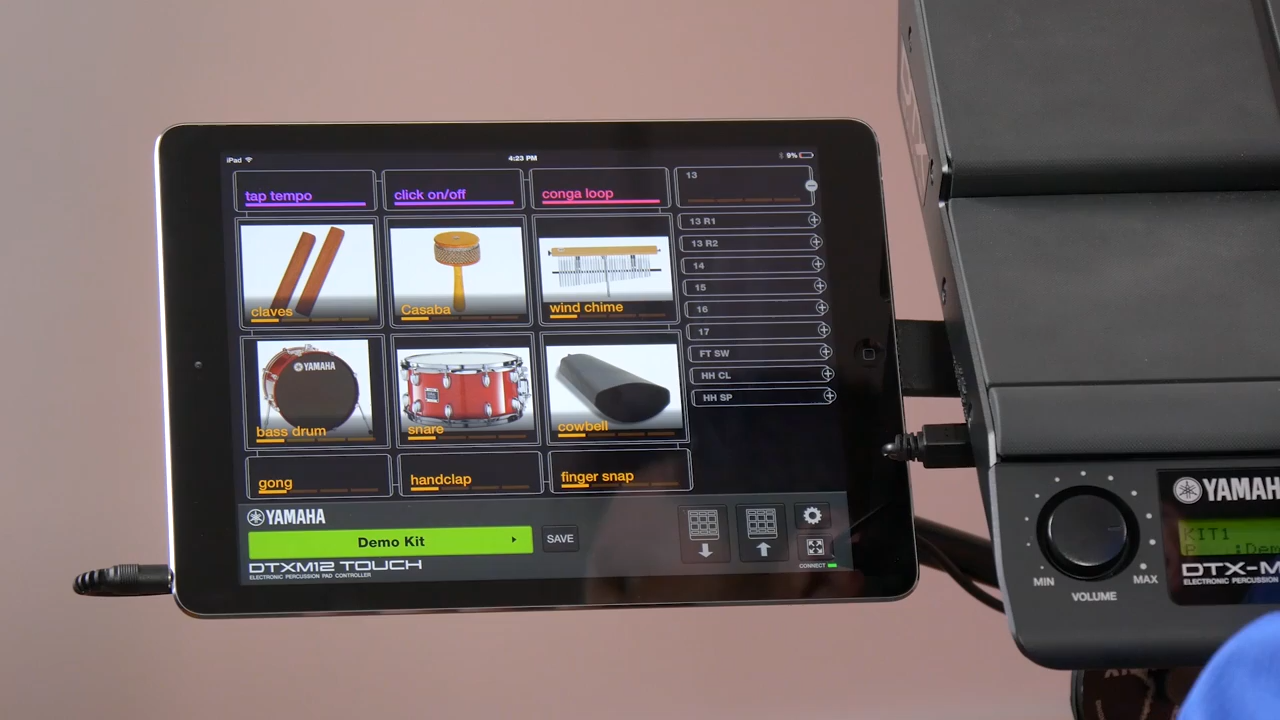 iPad 4:23 PM 9%
tap tempo click on/off conga loop 13
13 R1
13 R2
14
claves Casaba wind chime
15
16
17
YAMAHA
FT SW
HH CL
HH SP
bass drum snare cowbell
gong handclap finger snap
YAMAHA
Demo Kit SAVE
DTXM12 TOUCH
ELECTRONIC PERCUSSION PAD CONTROLLER
CONNECT
YAMAH
KIT1
DTX-M
ELECTRONIC PERCUSSION
MIN MAX
VOLUME